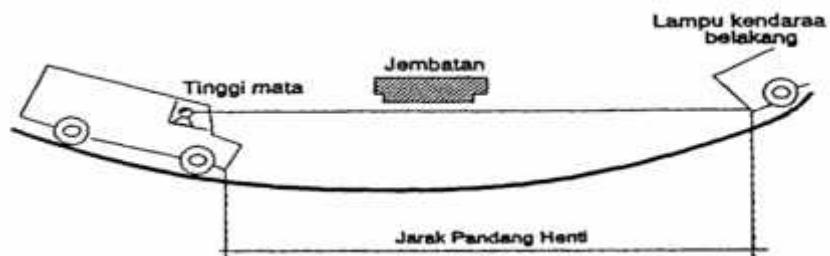 Lampu kendaraa
belakang
Jembatan
Tinggi mata
Jarak Pandang Henti